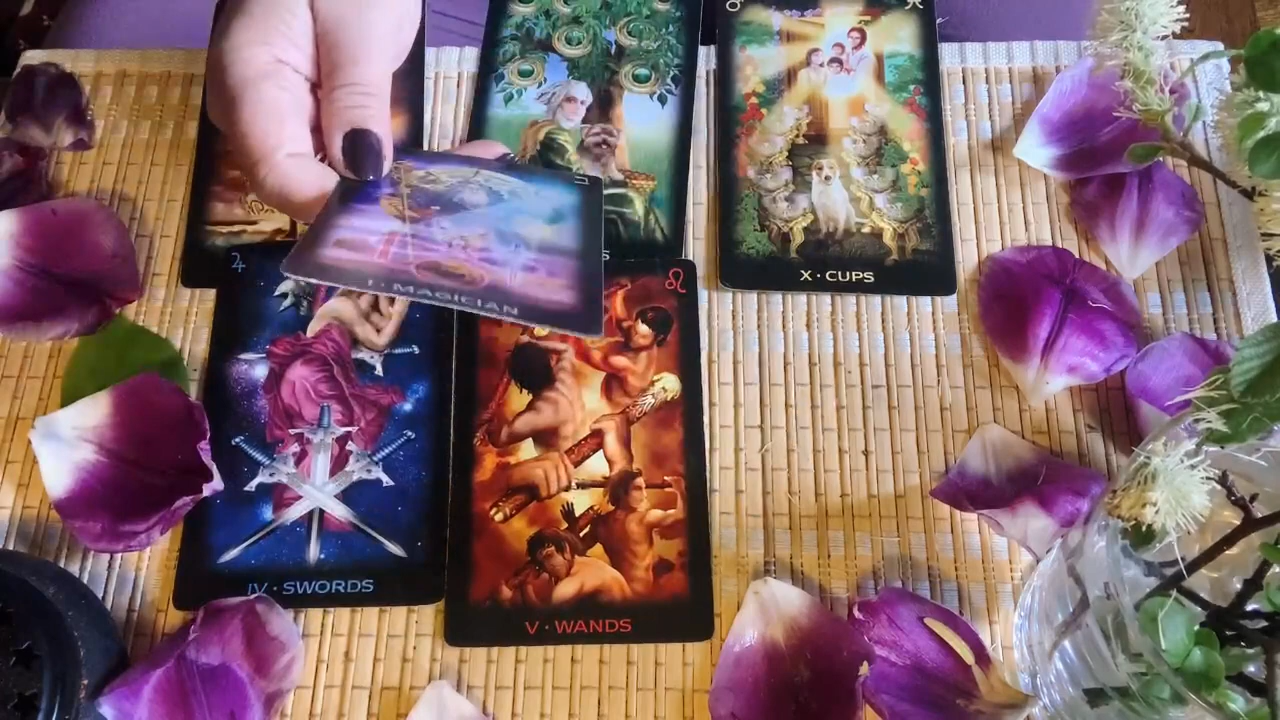 S
X · CUPS
I · MAGICIAN
IV · SWORDS
V · WANDS